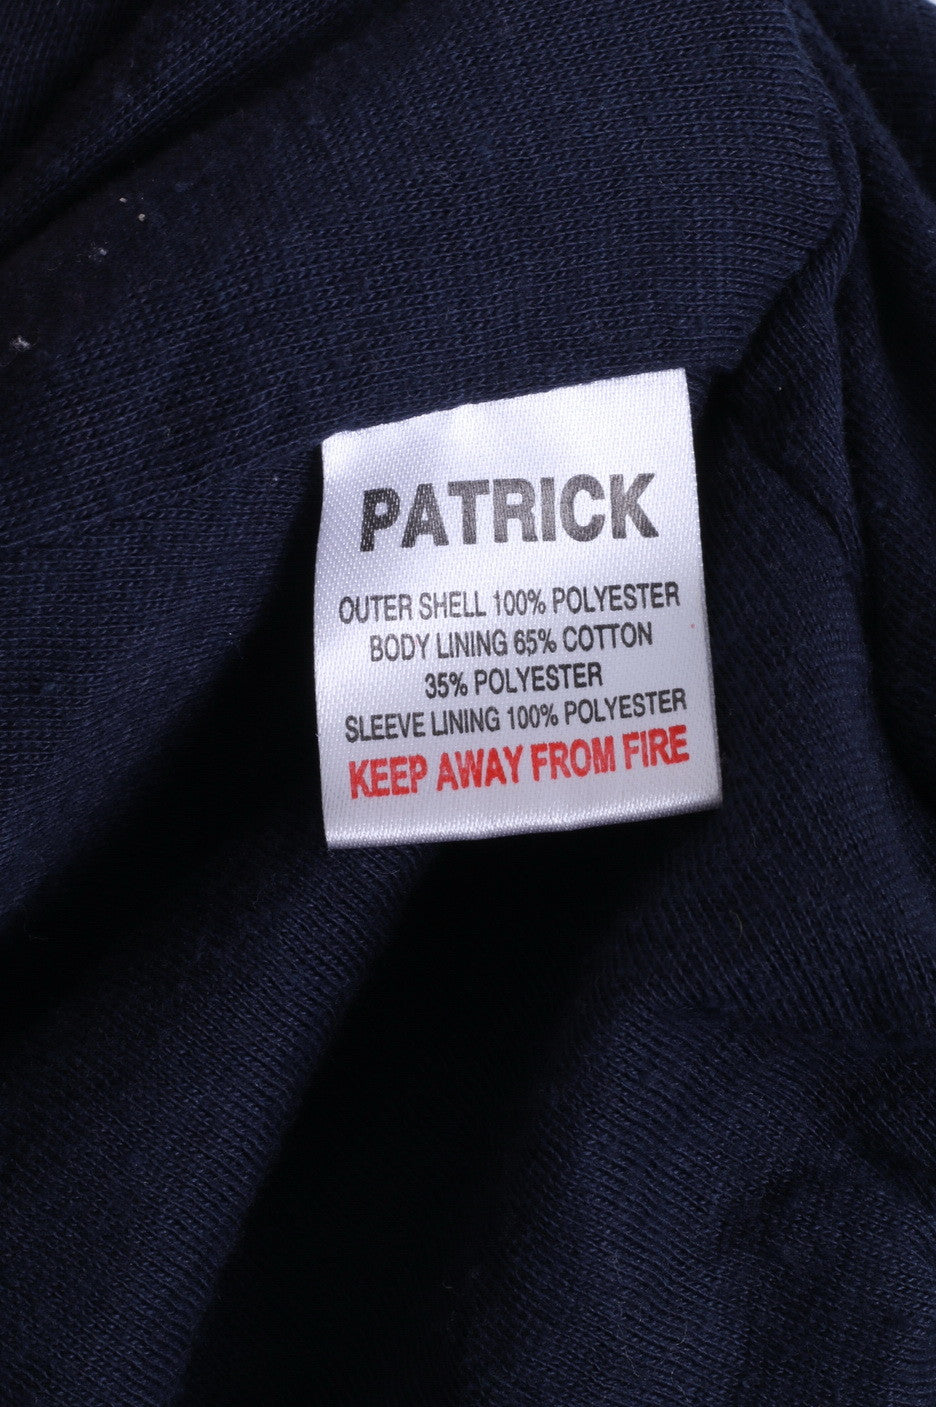 PATRICK
OUTER SHELL 100% POLYESTER
BODY LINING 65% COTTON
35% POLYESTER
SLEEVE LINING 100% POLYESTER
KEEP AWAY FROM FIRE